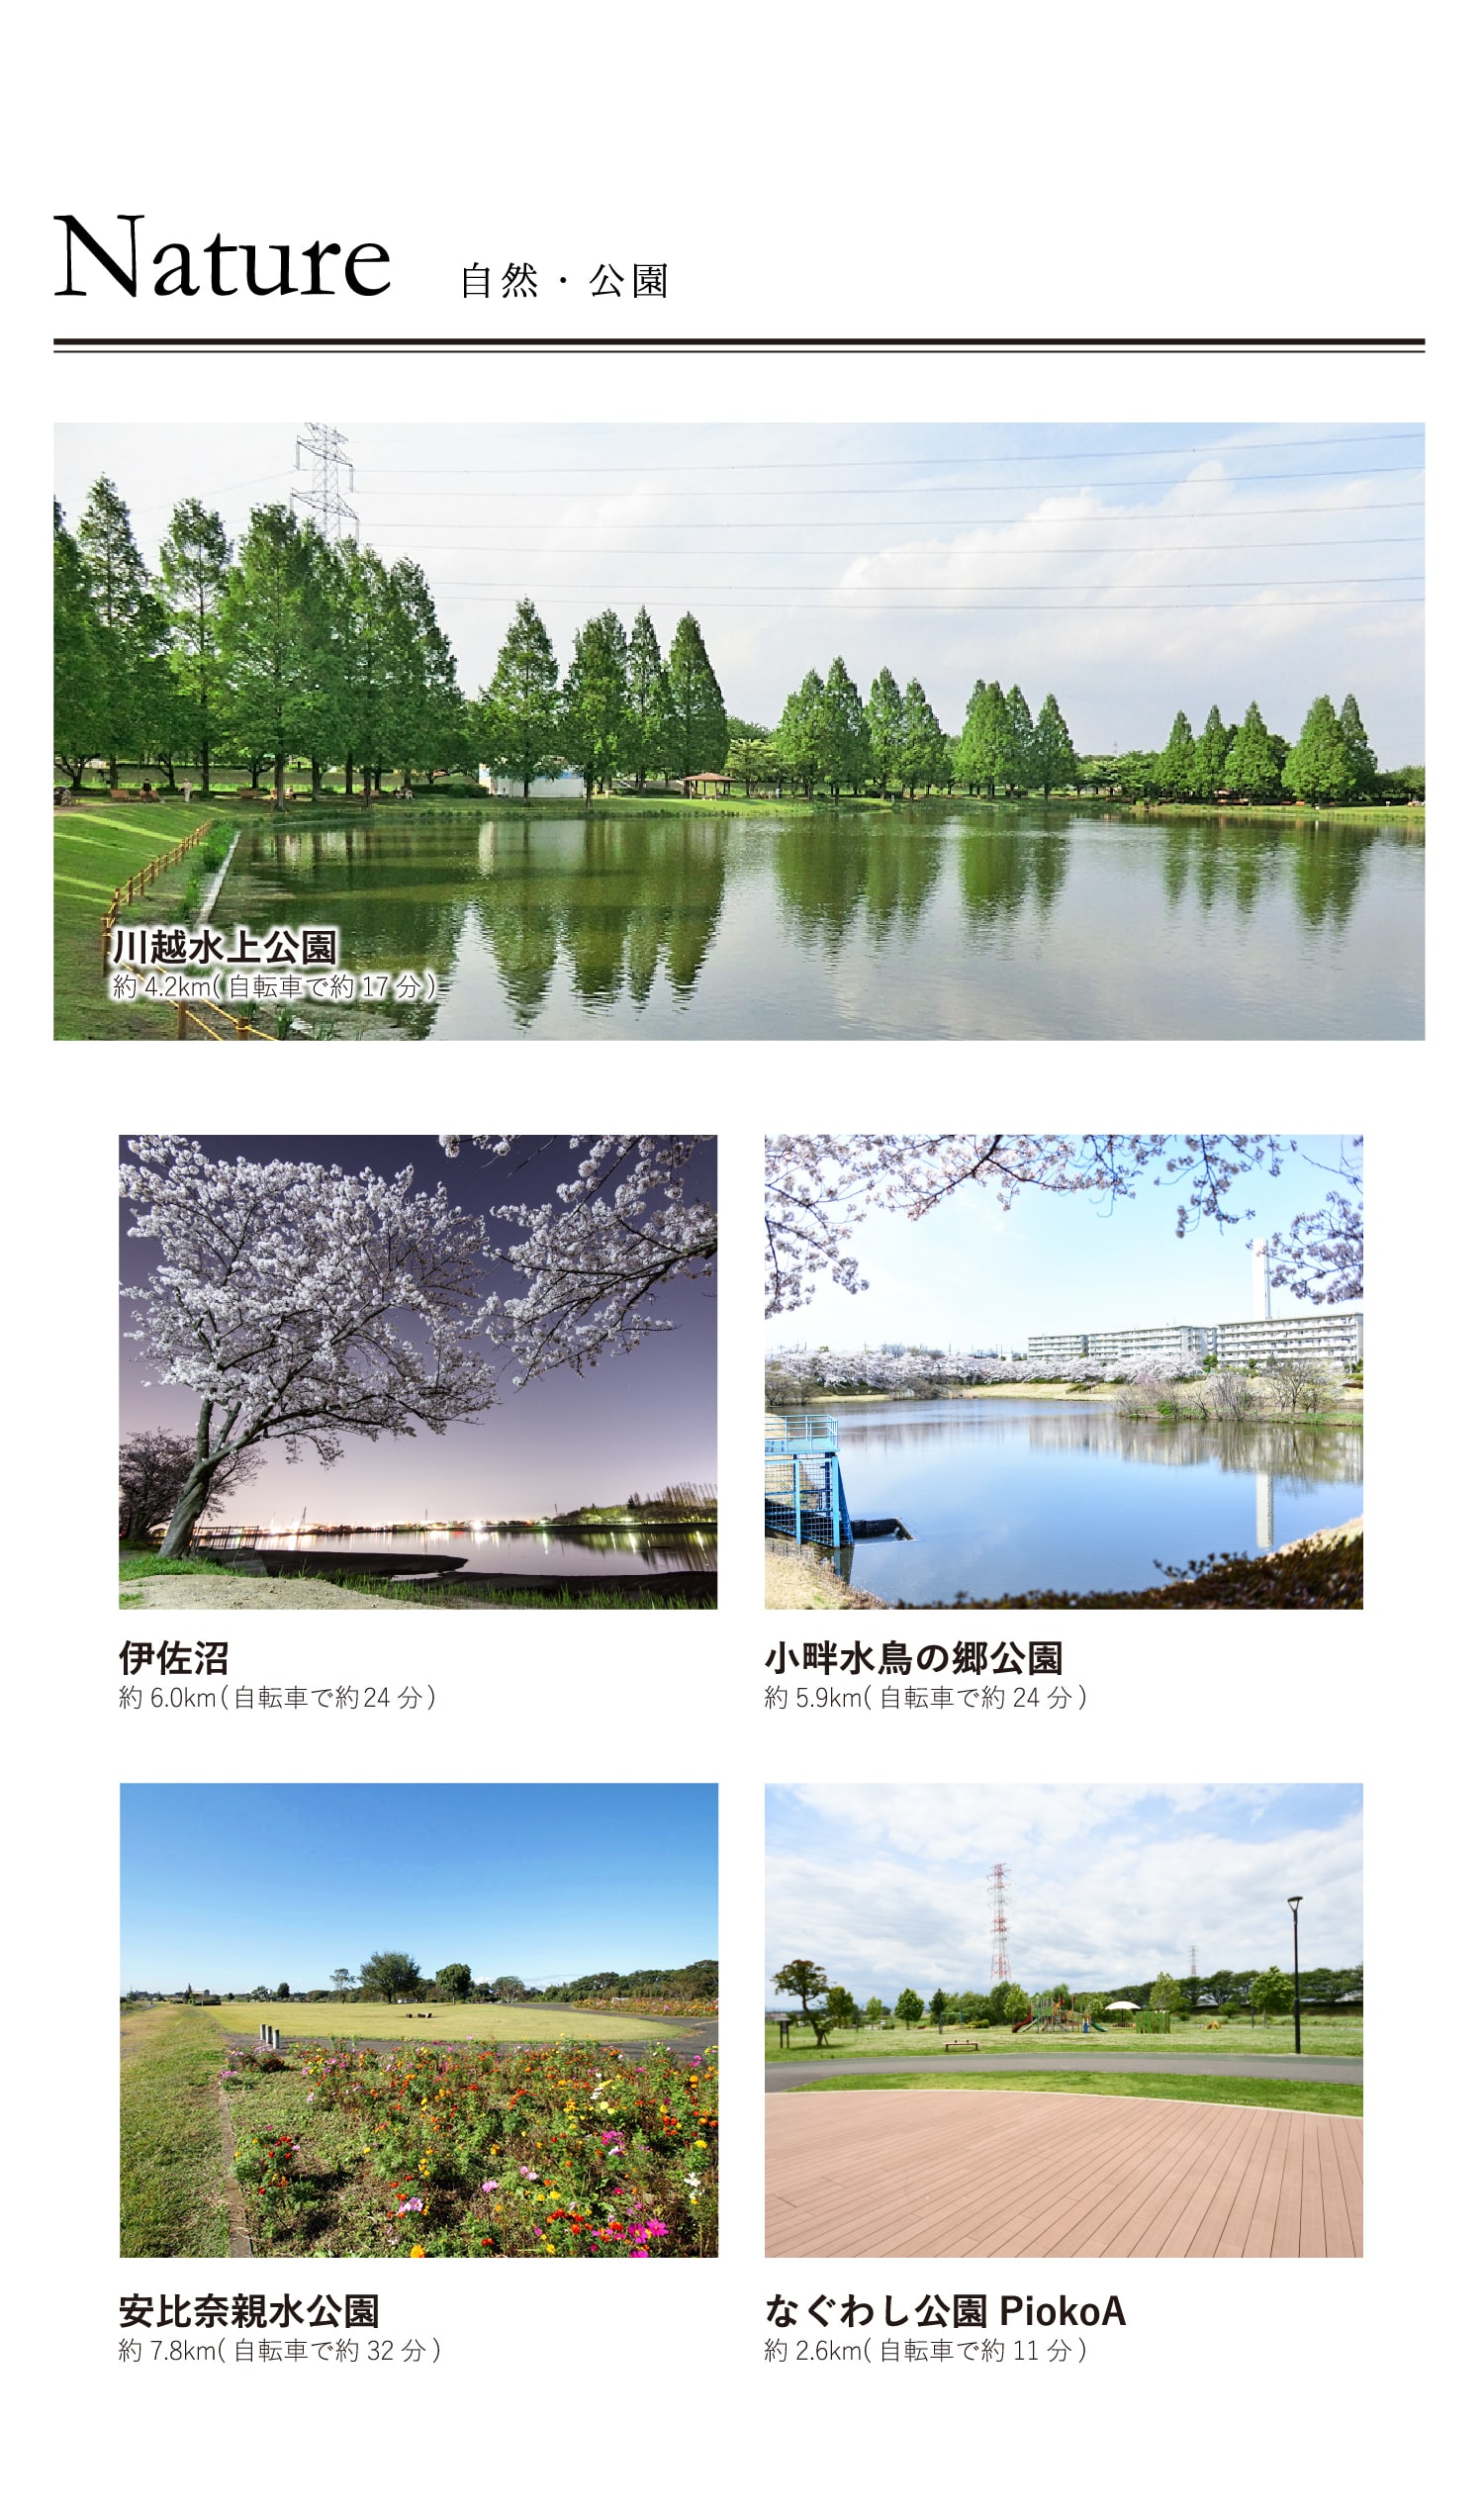 Nature 自然・公園
川越水上公園
約 4.2km( 自転車で約 17 分 )
伊佐沼
約 6.0km( 自転車で約 24 分 )
小畔水鳥の郷公園
約 5.9km( 自転車で約 24 分 )
安比奈親水公園
約 7.8km( 自転車で約 32 分 )
なぐわし公園 PiokoA
約 2.6km( 自転車で約 11 分 )